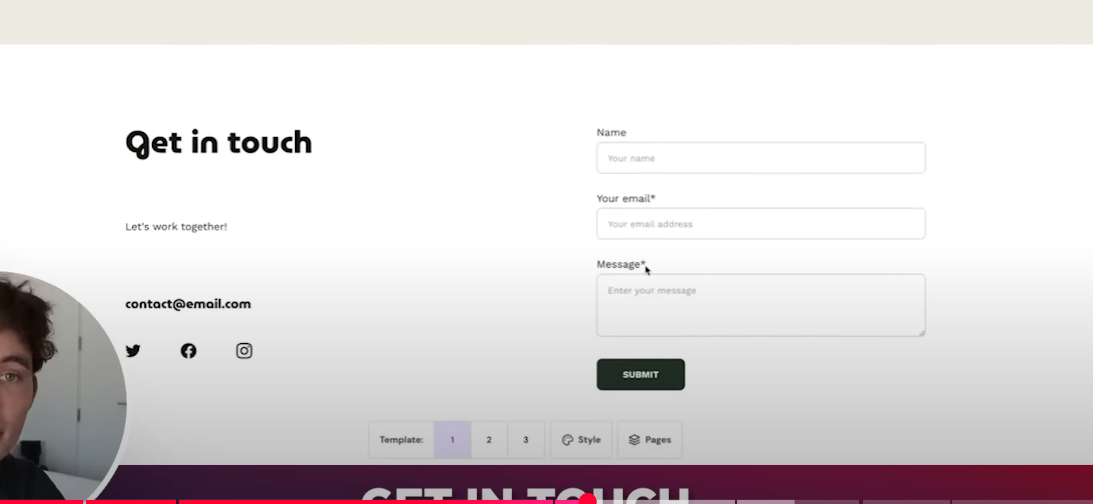 Get in touch
Let's work together!
contact@email.com
Name
Your name
Your email*
Your email address
Message*
Enter your message
SUBMIT
Template:
1
2
3
Style
Pages
GET IN TOUCH